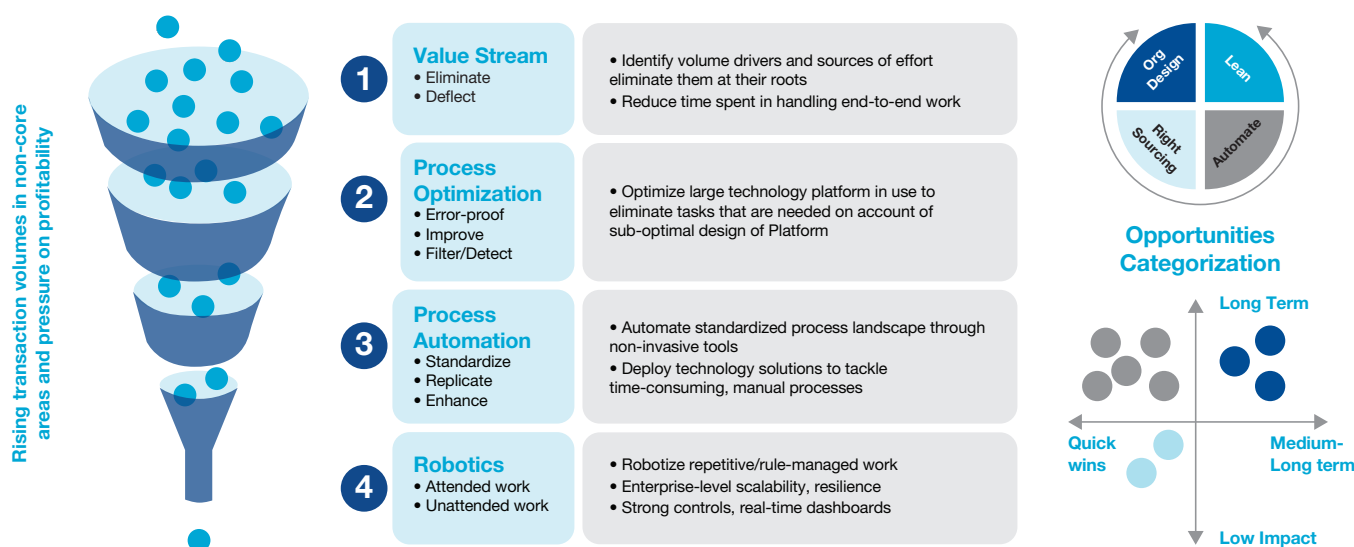 Rising transaction volumes in non-core
areas and pressure on profitability
1
Value Stream
• Eliminate
• Deflect
• Identify volume drivers and sources of effort
eliminate them at their roots
• Reduce time spent in handling end-to-end work
2
Process
Optimization
• Error-proof
• Improve
• Filter/Detect
• Optimize large technology platform in use to
eliminate tasks that are needed on account of
sub-optimal design of Platform
3
Process
Automation
• Standardize
• Replicate
• Enhance
• Automate standardized process landscape through
non-invasive tools
• Deploy technology solutions to tackle
time-consuming, manual processes
4
Robotics
• Attended work
• Unattended work
• Robotize repetitive/rule-managed work
• Enterprise-level scalability, resilience
• Strong controls, real-time dashboards
Org
Design
Lean
Right
Sourcing
Automate
Opportunities
Categorization
Long Term
Quick
wins
Medium-
Long term
Low Impact